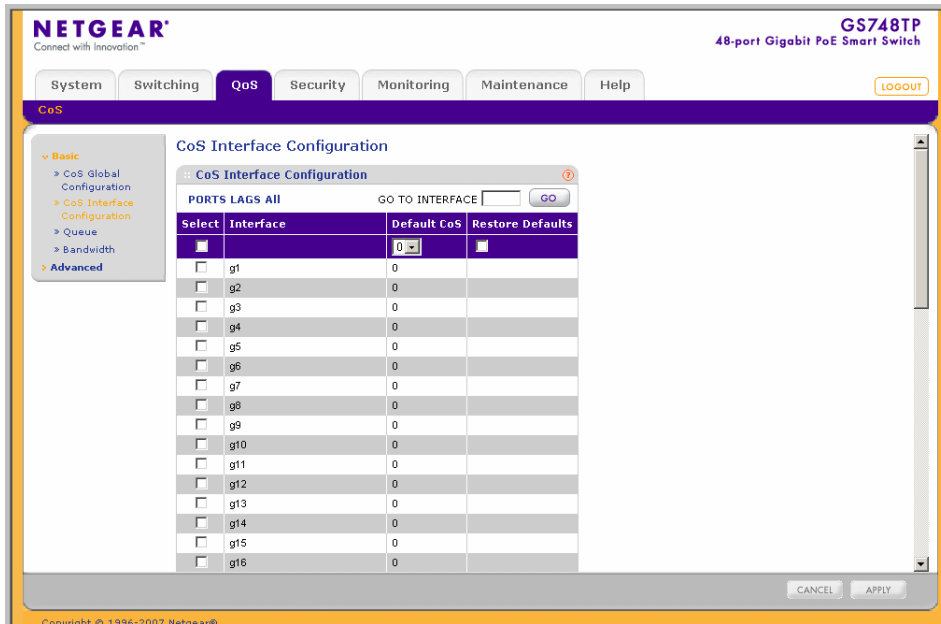 NETGEAR®
Connect with Innovation™
GS748TP
48-port Gigabit PoE Smart Switch
System Switching QoS Security Monitoring Maintenance Help LOGOUT
CoS
Basic
CoS Global
Configuration
CoS Interface
Configuration
Queue
Bandwidth
Advanced
CoS Interface Configuration
CoS Interface Configuration
PORTS LAGS All GO TO INTERFACE GO
Select Interface Default CoS Restore Defaults
0
g1 0
g2 0
g3 0
g4 0
g5 0
g6 0
g7 0
g8 0
g9 0
g10 0
g11 0
g12 0
g13 0
g14 0
g15 0
g16 0
CANCEL APPLY
Copyright © 1996-2007 Netgear®